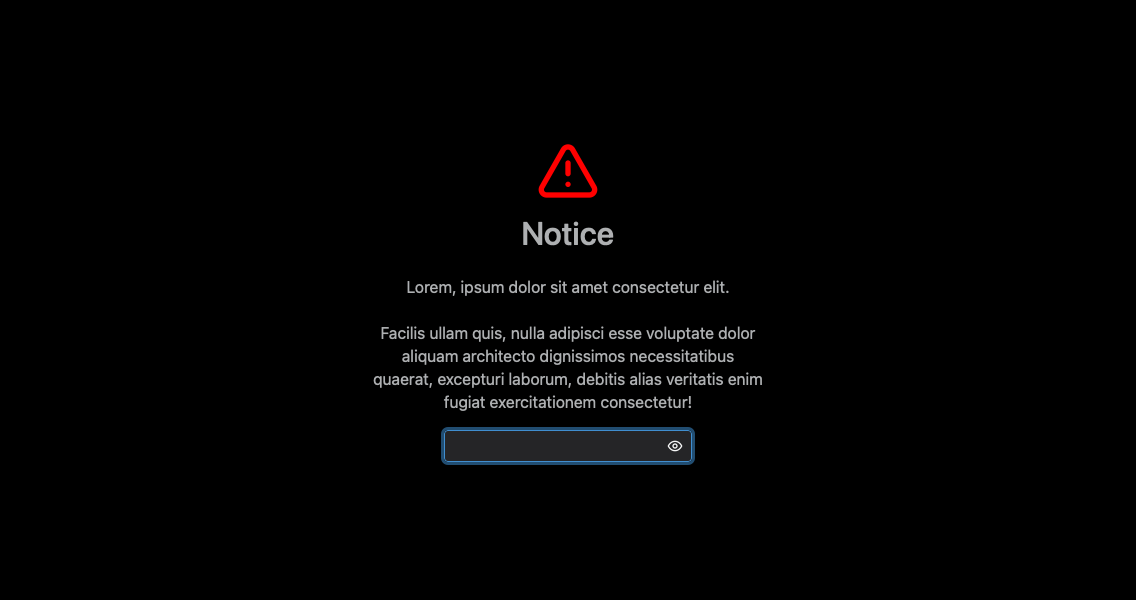 Notice
Lorem, ipsum dolor sit amet consectetur elit.
Facilis ullam quis, nulla adipisci esse voluptate dolor
aliquam architecto dignissimos necessitatibus
quaerat, excepturi laborum, debitis alias veritatis enim
fugiat exercitationem consectetur!